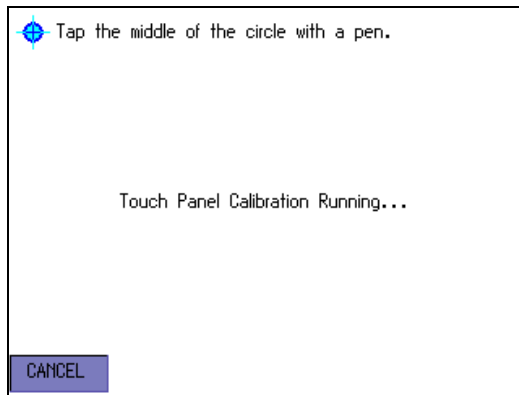 Tap the middle of the circle with a pen.
Touch Panel Calibration Running...
CANCEL